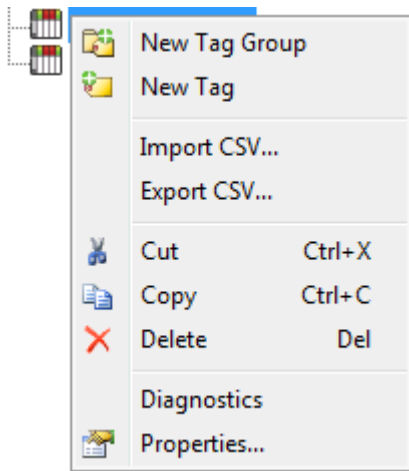 New Tag Group
New Tag
Import CSV...
Export CSV...
Cut Ctrl+X
Copy Ctrl+C
Delete Del
Diagnostics
Properties...